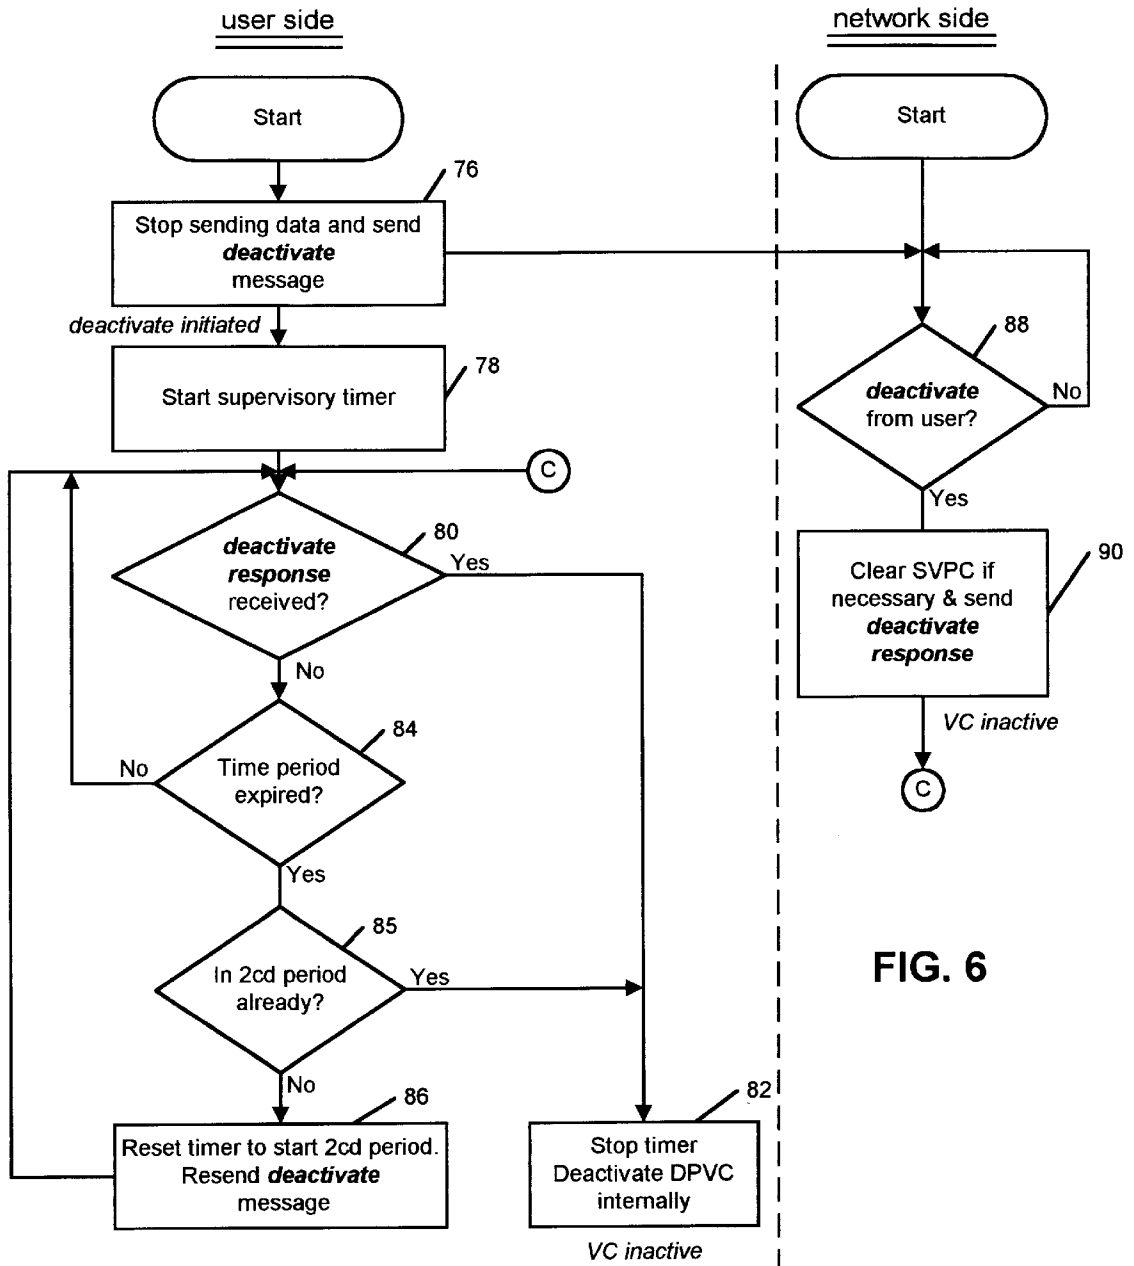 user side
Start
76
Stop sending data and send
deactivate
message
deactivate initiated
78
Start supervisory timer
C
80
deactivate
response
received?
Yes
No
84
Time period
expired?
No
Yes
85
In 2cd period
already?
Yes
No
86
Reset timer to start 2cd period.
Resend deactivate
message
82
Stop timer
Deactivate DPVC
internally
VC inactive
network side
Start
88
deactivate
from user?
No
Yes
90
Clear SVPC if
necessary & send
deactivate
response
VC inactive
C
FIG. 6